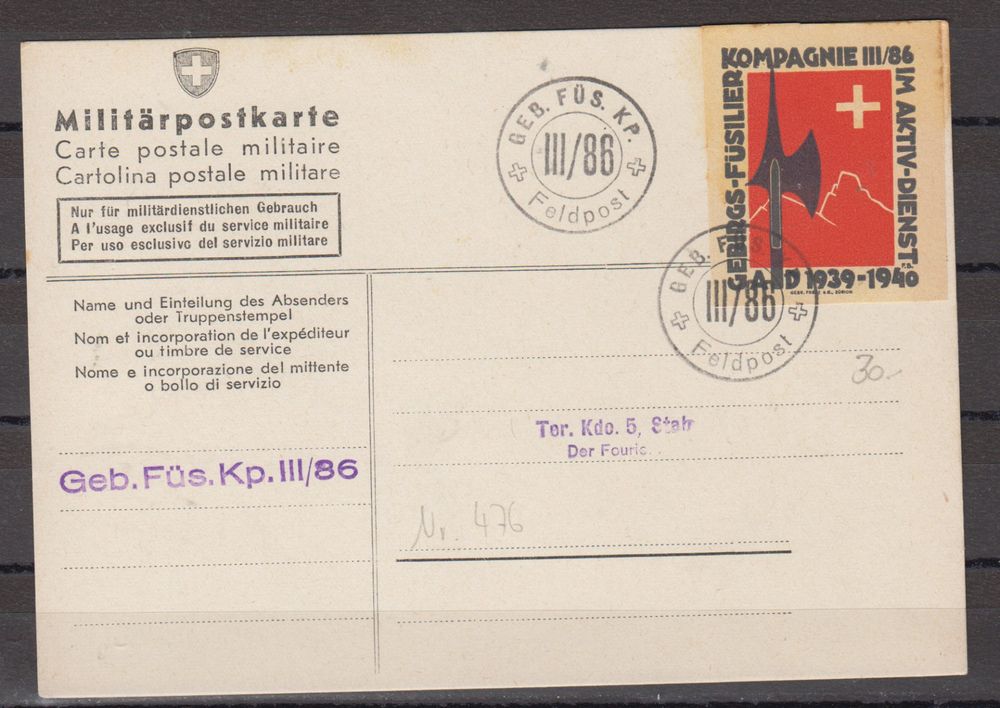 Militärpostkarte
Carte postale militaire
Cartolina postale militare
Nur für militärdienstlichen Gebrauch
A l'usage exclusif du service militaire
Per uso esclusivo del servizio militare
GEB. FÜS. KP.
III/86
Feldpost
GEBIRGS-FÜSILIER
KOMPAGNIE III/86
IM AKTIV-DIENST
1939-1940
GEB. FÜS
III/86
Feldpost
Name und Einteilung des Absenders
oder Truppenstempel
Nom et incorporation de l'expéditeur
ou timbre de service
Nome e incorporazione del mittente
o bollo di servizio
30.-
Ter. Kdo. 5, Stab
Der Fouris.
Geb. Füs. Kp. III/86
Nr. 476